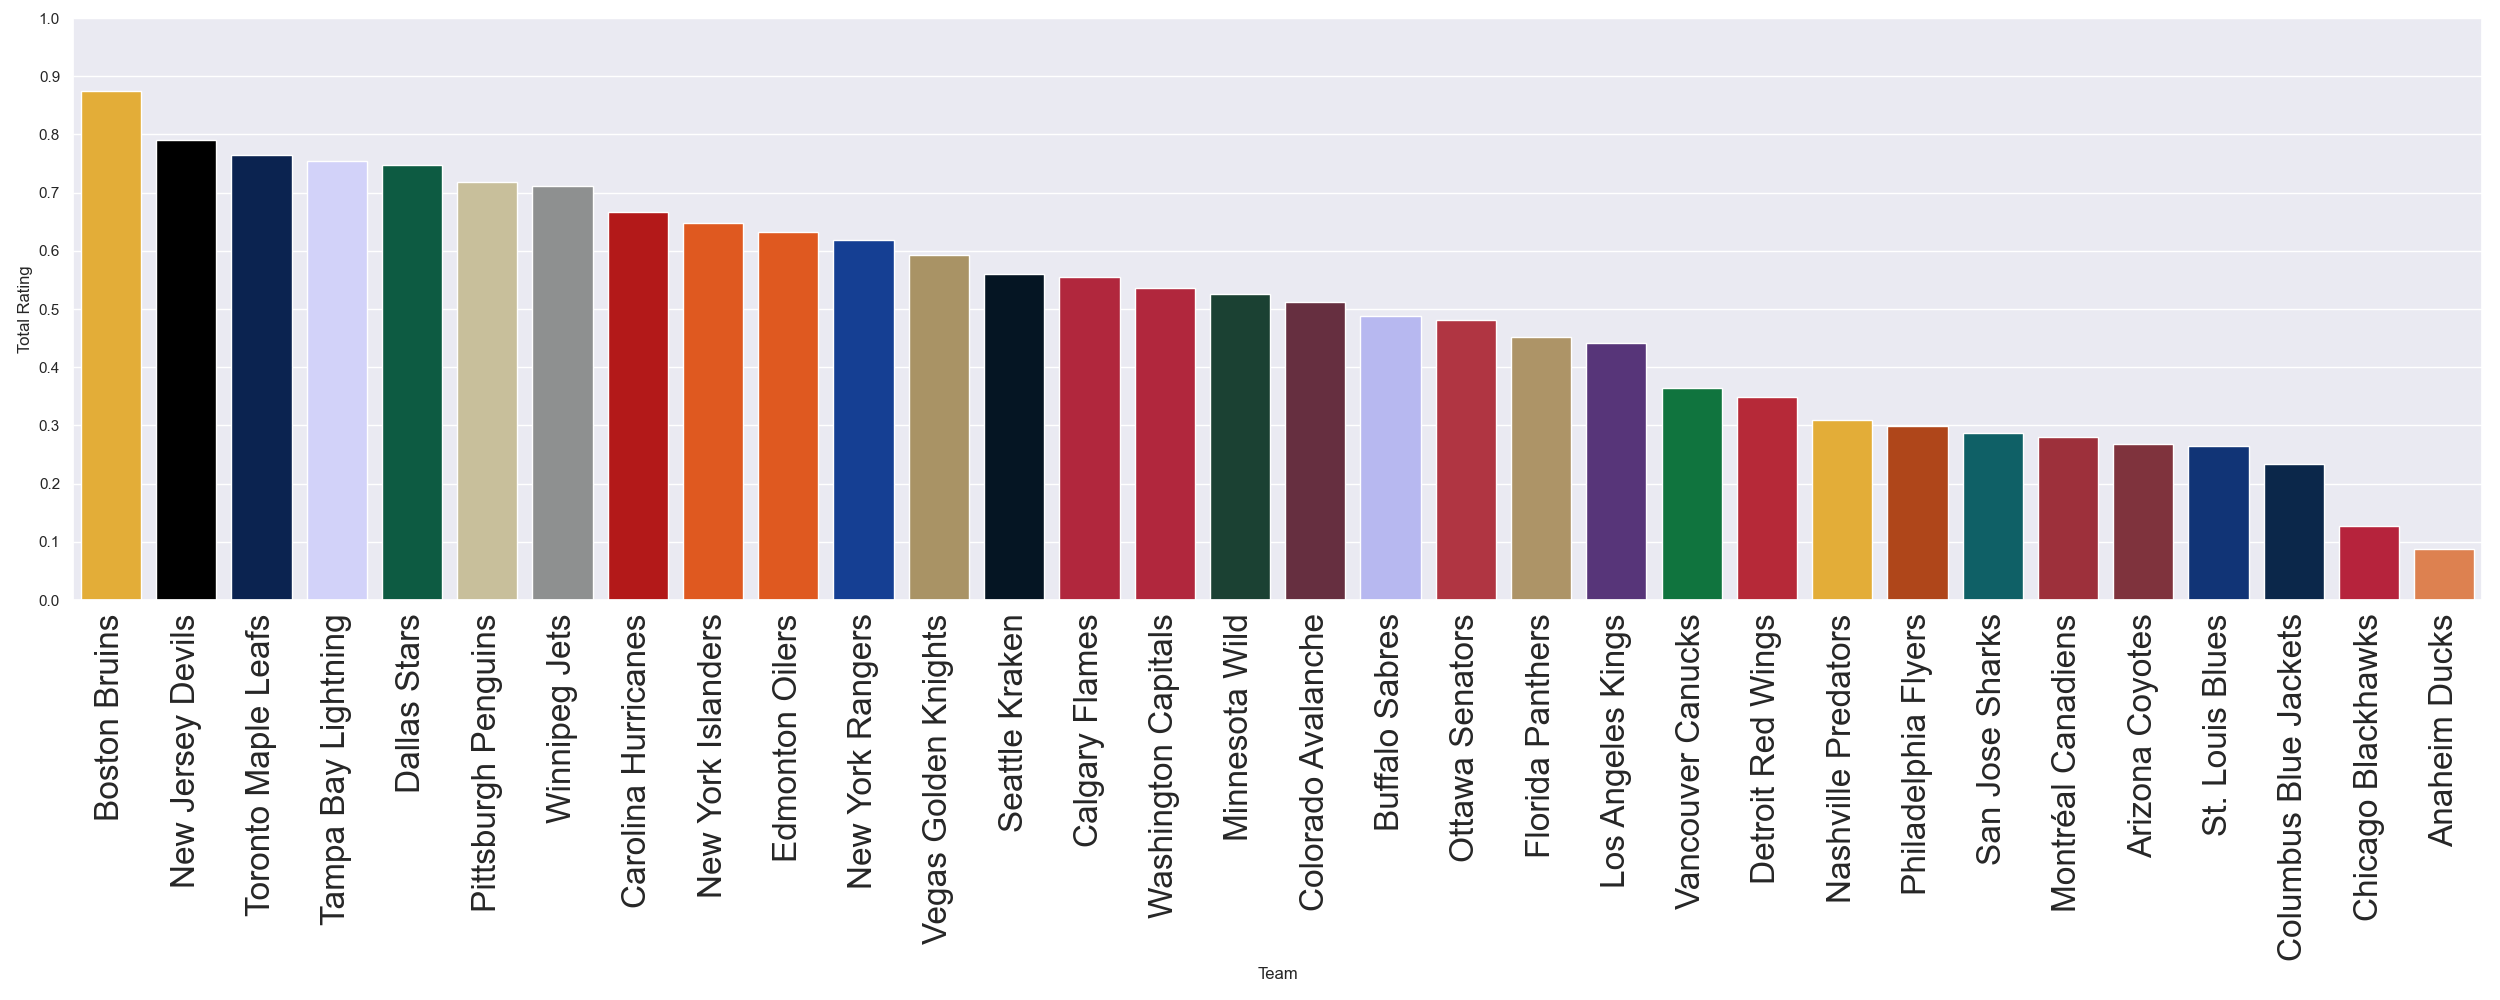 1.0
0.9
0.8
0.7
0.6
0.5
0.4
0.3
0.2
0.1
0.0
Total Rating
Boston Bruins
New Jersey Devils
Toronto Maple Leafs
Tampa Bay Lightning
Dallas Stars
Pittsburgh Penguins
Winnipeg Jets
Carolina Hurricanes
New York Islanders
Edmonton Oilers
New York Rangers
Vegas Golden Knights
Seattle Kraken
Calgary Flames
Washington Capitals
Minnesota Wild
Colorado Avalanche
Buffalo Sabres
Ottawa Senators
Florida Panthers
Los Angeles Kings
Vancouver Canucks
Detroit Red Wings
Nashville Predators
Philadelphia Flyers
San Jose Sharks
Montréal Canadiens
Arizona Coyotes
St. Louis Blues
Columbus Blue Jackets
Chicago Blackhawks
Anaheim Ducks
Team